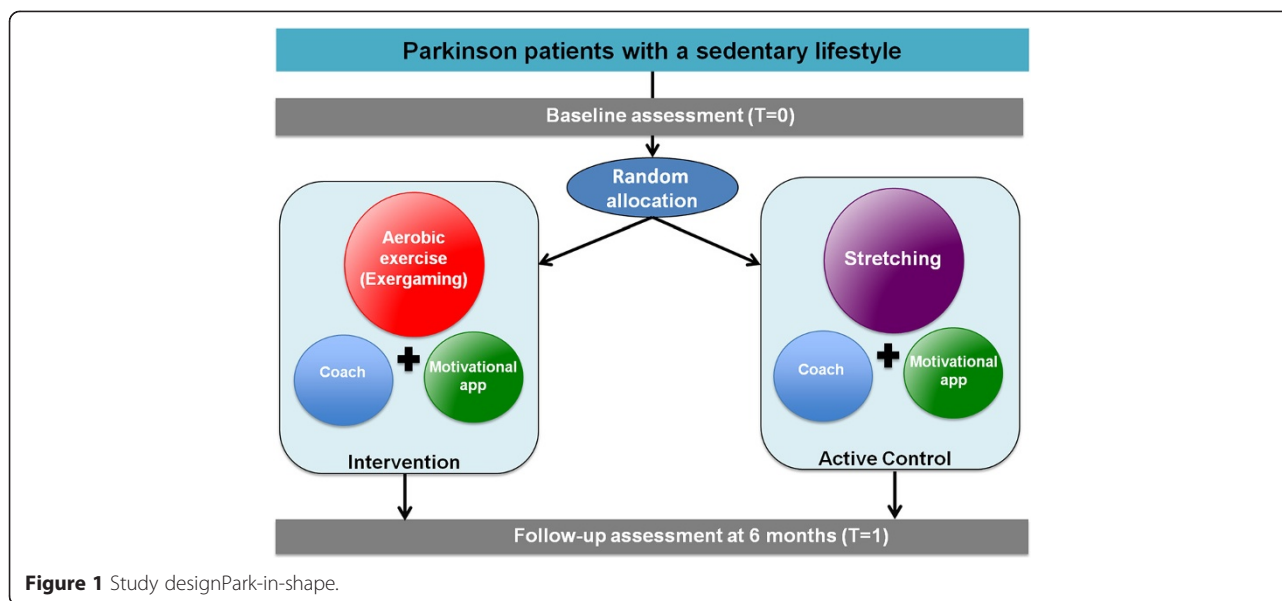 Parkinson patients with a sedentary lifestyle
Baseline assessment (T=0)
Random
allocation
Aerobic
exercise
(Exergaming)
Coach
Motivational
app
Intervention
Stretching
Coach
Motivational
app
Active Control
Follow-up assessment at 6 months (T=1)
Figure 1 Study designPark-in-shape.